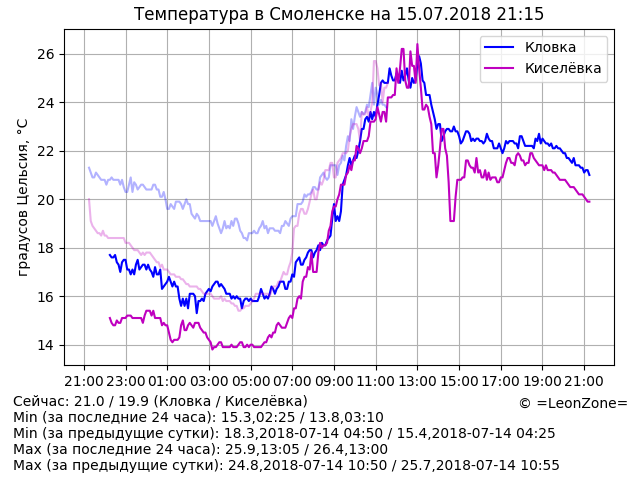 Температура в Смоленске на 15.07.2018 21:15
Кловка
Киселёвка
градусов Цельсия, °C
26
24
22
20
18
16
14
21:00 23:00 01:00 03:00 05:00 07:00 09:00 11:00 13:00 15:00 17:00 19:00 21:00
Сейчас: 21.0 / 19.9 (Кловка / Киселёвка)
© =LeonZone=
Min (за последние 24 часа): 15.3,02:25 / 13.8,03:10
Min (за предыдущие сутки): 18.3,2018-07-14 04:50 / 15.4,2018-07-14 04:25
Max (за последние 24 часа): 25.9,13:05 / 26.4,13:00
Max (за предыдущие сутки): 24.8,2018-07-14 10:50 / 25.7,2018-07-14 10:55